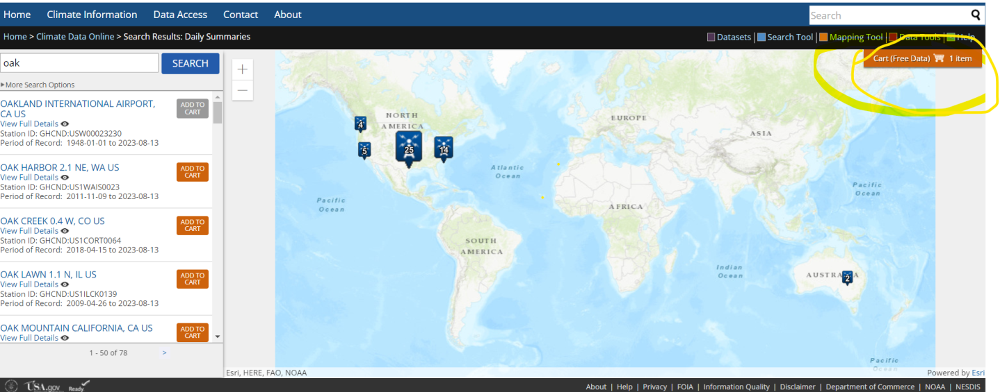 Home Climate Information Data Access Contact About
Search
Home > Climate Data Online > Search Results: Daily Summaries
Datasets | Search Tool | Mapping Tool | Data Tools | Help
oak
SEARCH
Cart (Free Data) 1 item
▸More Search Options
OAKLAND INTERNATIONAL AIRPORT,
CA US
ADD TO
CART
View Full Details
Station ID: GHCND:USW00023230
Period of Record: 1948-01-01 to 2023-08-13
OAK HARBOR 2.1 NE, WA US
ADD TO
CART
View Full Details
Station ID: GHCND:US1WAIS0023
Period of Record: 2011-11-09 to 2023-08-13
OAK CREEK 0.4 W, CO US
ADD TO
CART
View Full Details
Station ID: GHCND:US1CORT0064
Period of Record: 2018-04-15 to 2023-08-13
OAK LAWN 1.1 N, IL US
ADD TO
CART
View Full Details
Station ID: GHCND:US1ILCK0139
Period of Record: 2009-04-26 to 2023-08-13
OAK MOUNTAIN CALIFORNIA, CA US
ADD TO
CART
View Full Details
1 - 50 of 78 >
+
−
NORTH
AMERICA
4
5
25
14
EUROPE
ASIA
Atlantic
Ocean
Pacific
Ocean
Pacific
Ocean
AFRICA
SOUTH
AMERICA
Indian
Ocean
AUSTRA A
2
Pacific
Ocean
Esri, HERE, FAO, NOAA
Powered by Esri
USA.gov Ready
About | Help | Privacy | FOIA | Information Quality | Disclaimer | Department of Commerce | NOAA | NESDIS